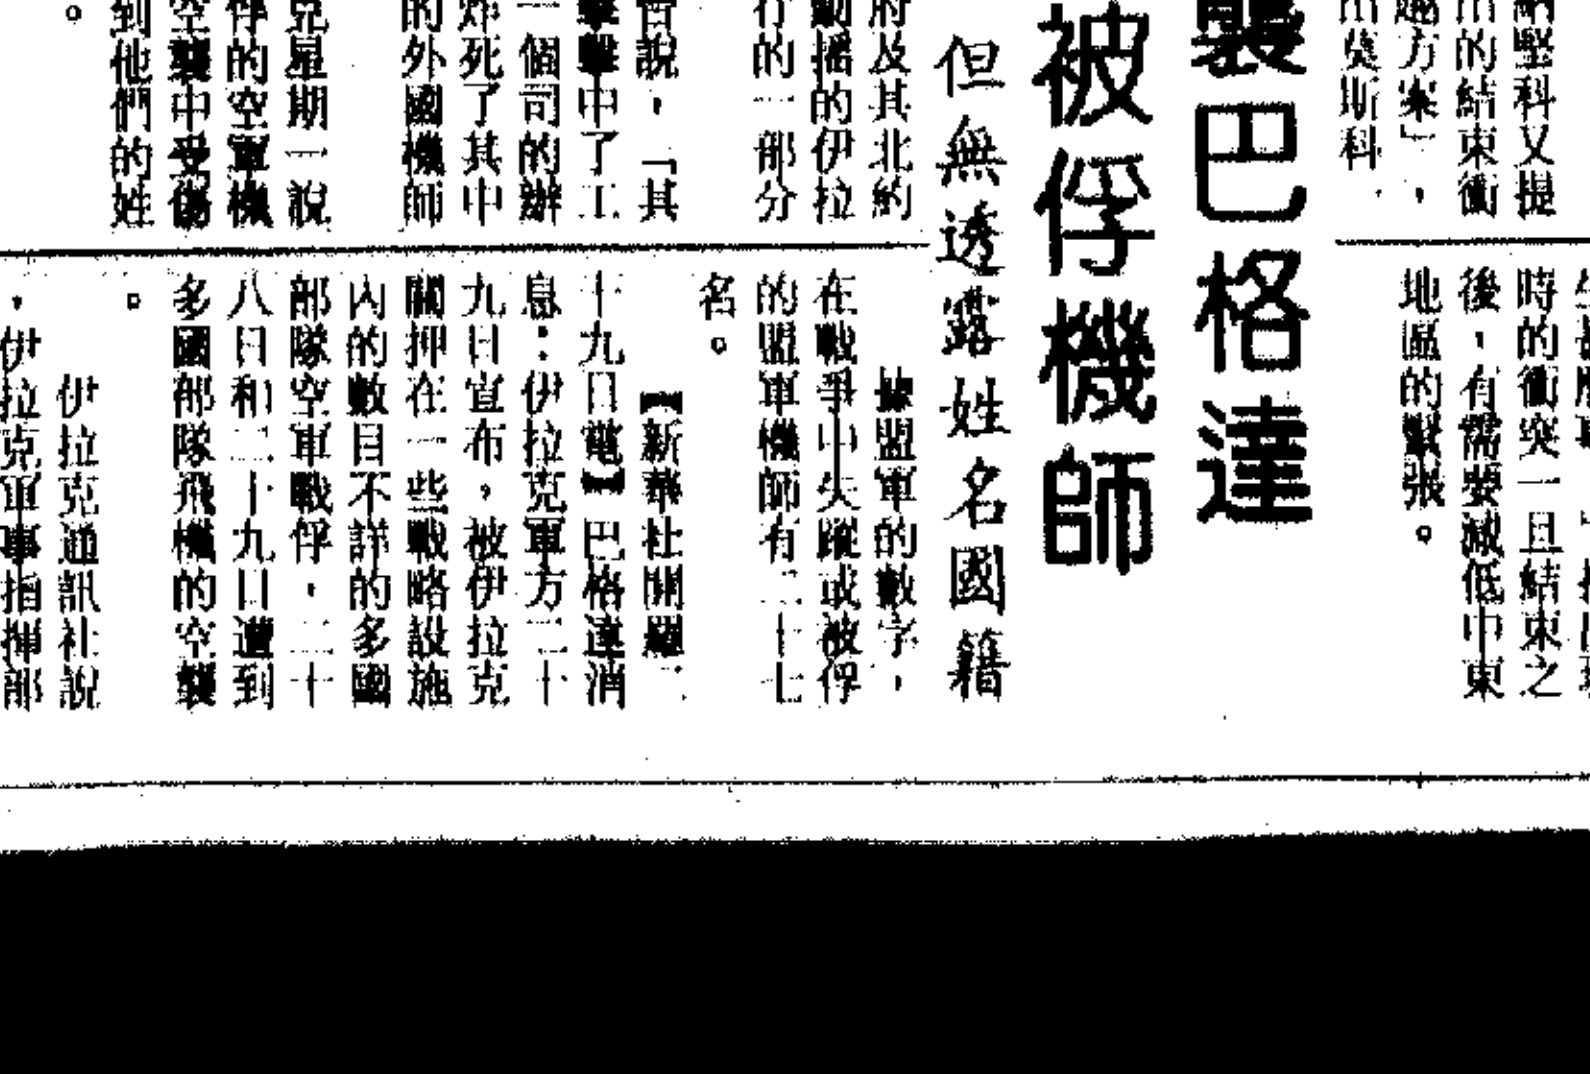 納堅科又提
出的結束衝
越方案」，
出莫斯科，
時的衝突一旦結束之
後，有需要減低中東
地區的緊張。
襲巴格達
被俘機師
但無透露姓名國籍
府及其北約
動搖的伊拉
行的一部分
官說，「其
擊中了工
一個司的辦
炸死了其中
的外國機師
克星期一說
俘的空軍機
空襲中受傷
到他們的姓
。
據盟軍的數字，
在戰爭中失蹤或被俘
的盟軍機師有二十七
名。
【新華社開羅二
十九日電】巴格達消
息：伊拉克軍方二十
九日宣布，被伊拉克
關押在一些戰略設施
內的數目不詳的多國
部隊空軍戰俘，二十
八日和二十九日遭到
多國部隊飛機的空襲
。
伊拉克通訊社說
，伊拉克軍事指揮部